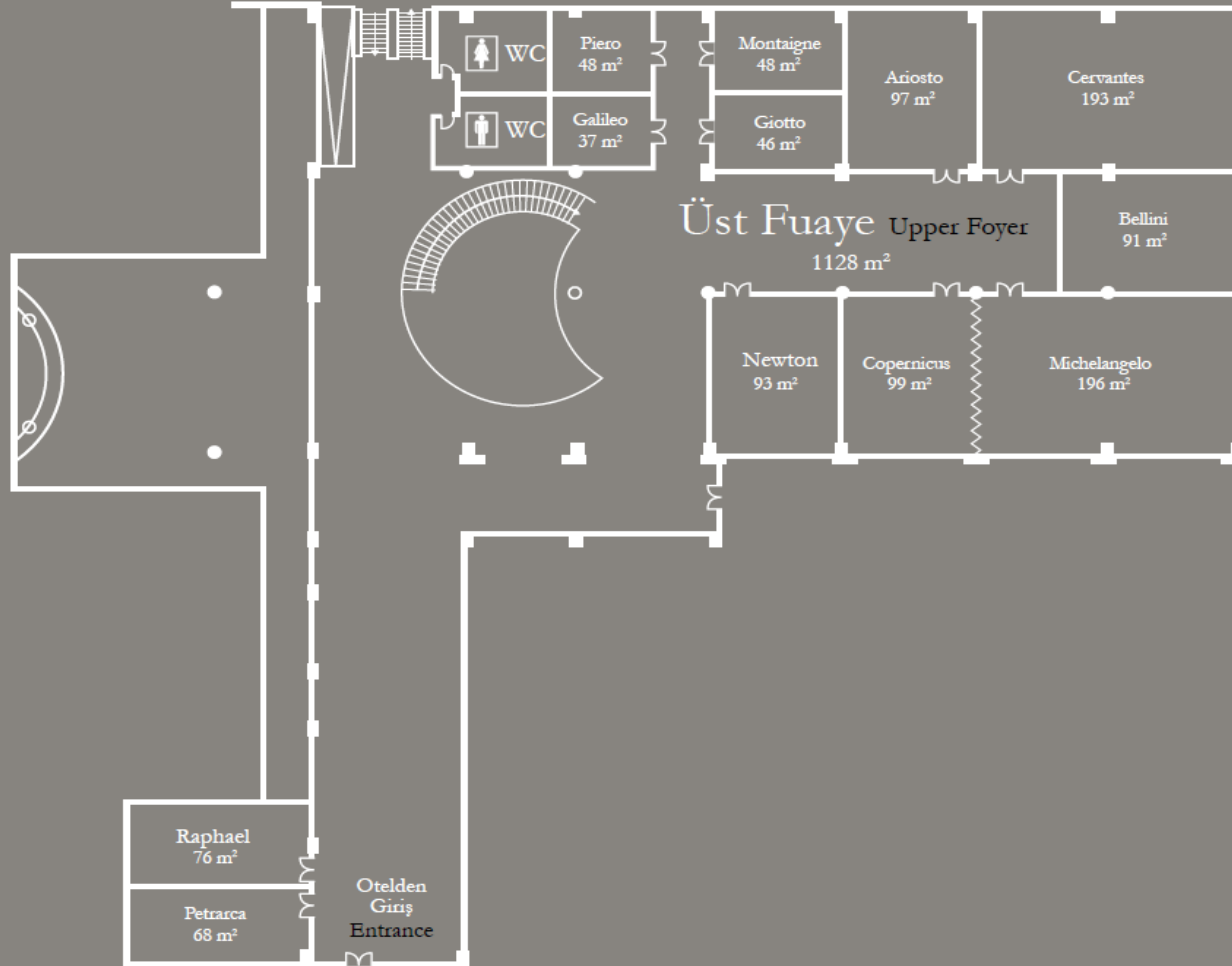 WC
WC
Piero
48 m²
Galileo
37 m²
Montaigne
48 m²
Giotto
46 m²
Ariosto
97 m²
Cervantes
193 m²
Üst Fuaye Upper Foyer
1128 m²
Bellini
91 m²
Newton
93 m²
Copernicus
99 m²
Michelangelo
196 m²
Raphael
76 m²
Petrarca
68 m²
Otelden
Giriş
Entrance